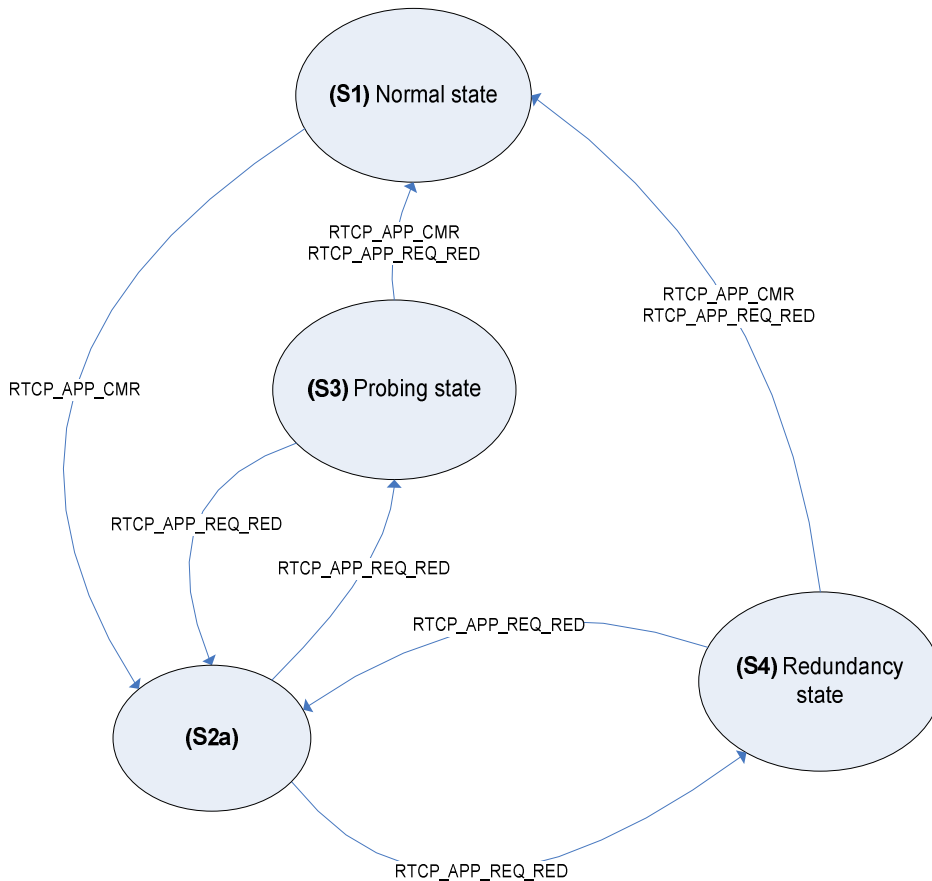 (S1) Normal state
RTCP_APP_CMR
RTCP_APP_REQ_RED
RTCP_APP_CMR
RTCP_APP_REQ_RED
RTCP_APP_CMR
(S3) Probing state
RTCP_APP_REQ_RED
RTCP_APP_REQ_RED
RTCP_APP_REQ_RED
(S4) Redundancy
state
(S2a)
RTCP_APP_REQ_RED